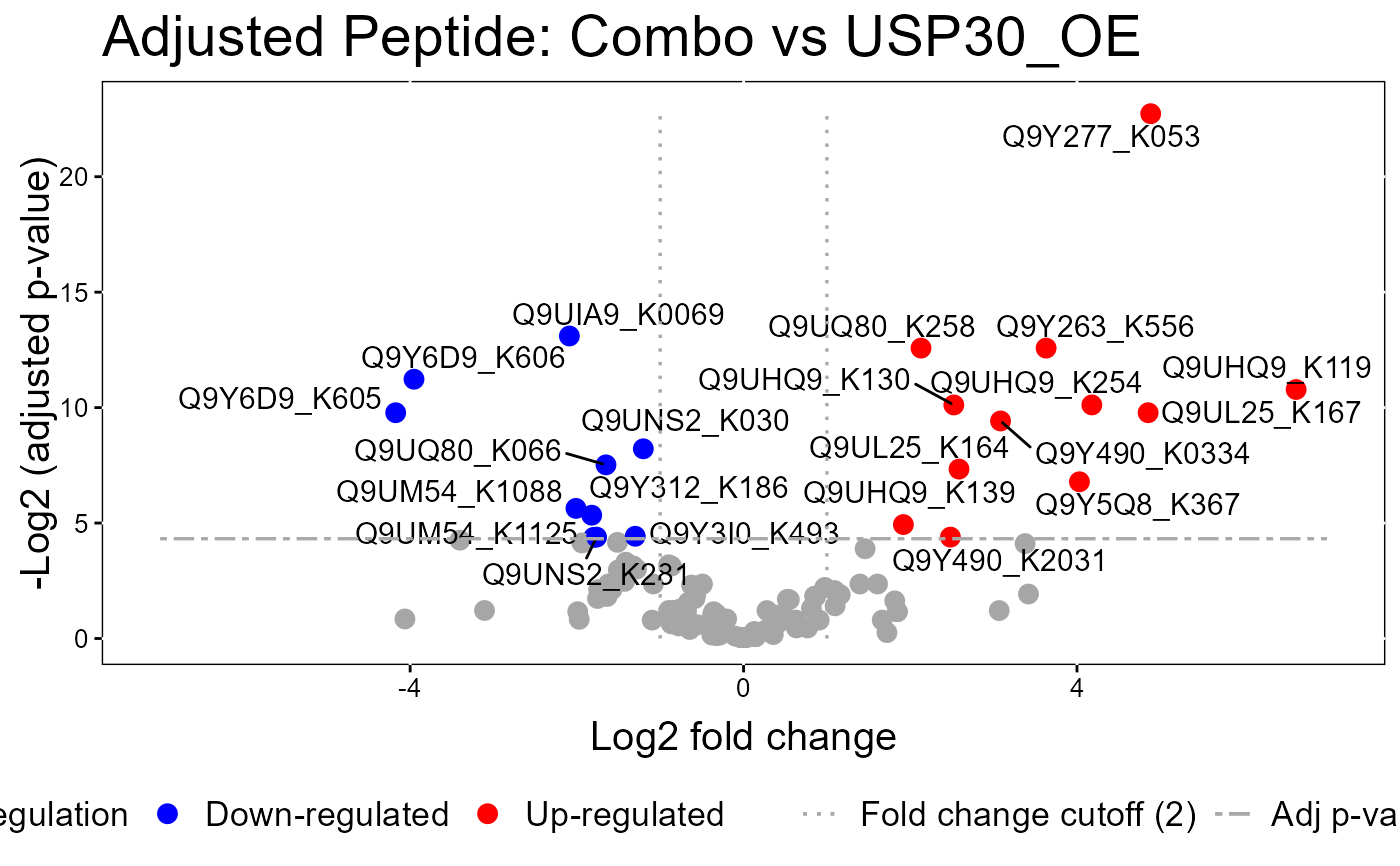 Adjusted Peptide: Combo vs USP30_OE
-Log2 (adjusted p-value)
20
15
10
5
0
Q9Y277_K053
Q9UIA9_K0069
Q9UQ80_K258
Q9Y263_K556
Q9Y6D9_K606
Q9UHQ9_K119
Q9UHQ9_K130
Q9UHQ9_K254
Q9Y6D9_K605
Q9UL25_K167
Q9UNS2_K030
Q9UQ80_K066
Q9UL25_K164
Q9Y490_K0334
Q9UM54_K1088
Q9Y312_K186
Q9UHQ9_K139
Q9Y5Q8_K367
Q9UM54_K1125
Q9Y3I0_K493
Q9UNS2_K281
Q9Y490_K2031
-4
0
4
Log2 fold change
egulation Down-regulated Up-regulated Fold change cutoff (2) Adj p-va